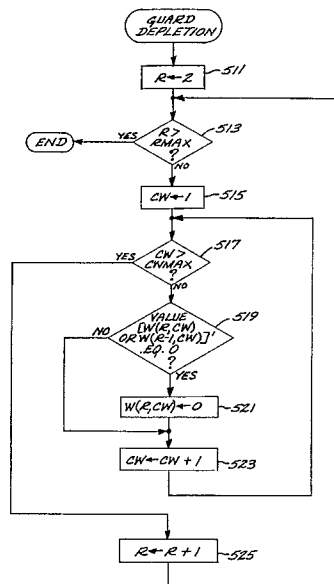 GUARD
DEPLETION
R←2
511
R>
RMAX
?
513
YES
END
NO
CW←1
515
CW>
CWMAX
?
517
YES
NO
VALUE
[W(R,CW)
OR W(R-1,CW)]'
.EQ. 0
?
519
NO
YES
W(R,CW)←0
521
CW←CW+1
523
R←R+1
525